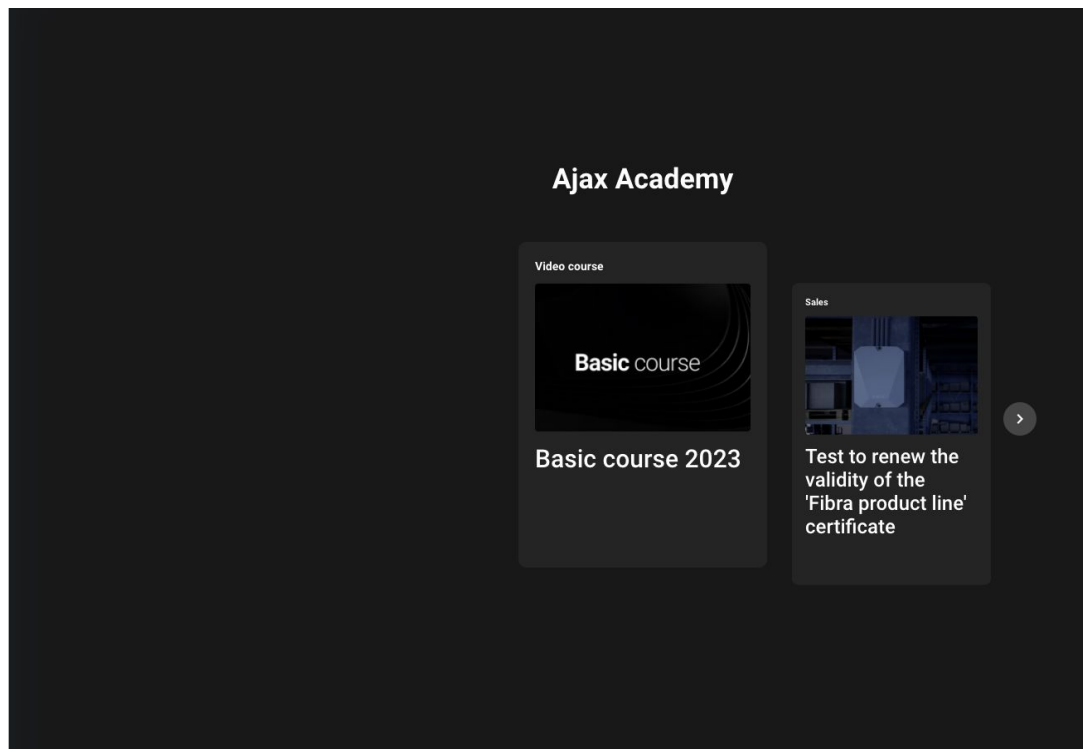 Ajax Academy
Video course
Basic course
Basic course 2023
Sales
Test to renew the
validity of the
'Fibra product line'
certificate